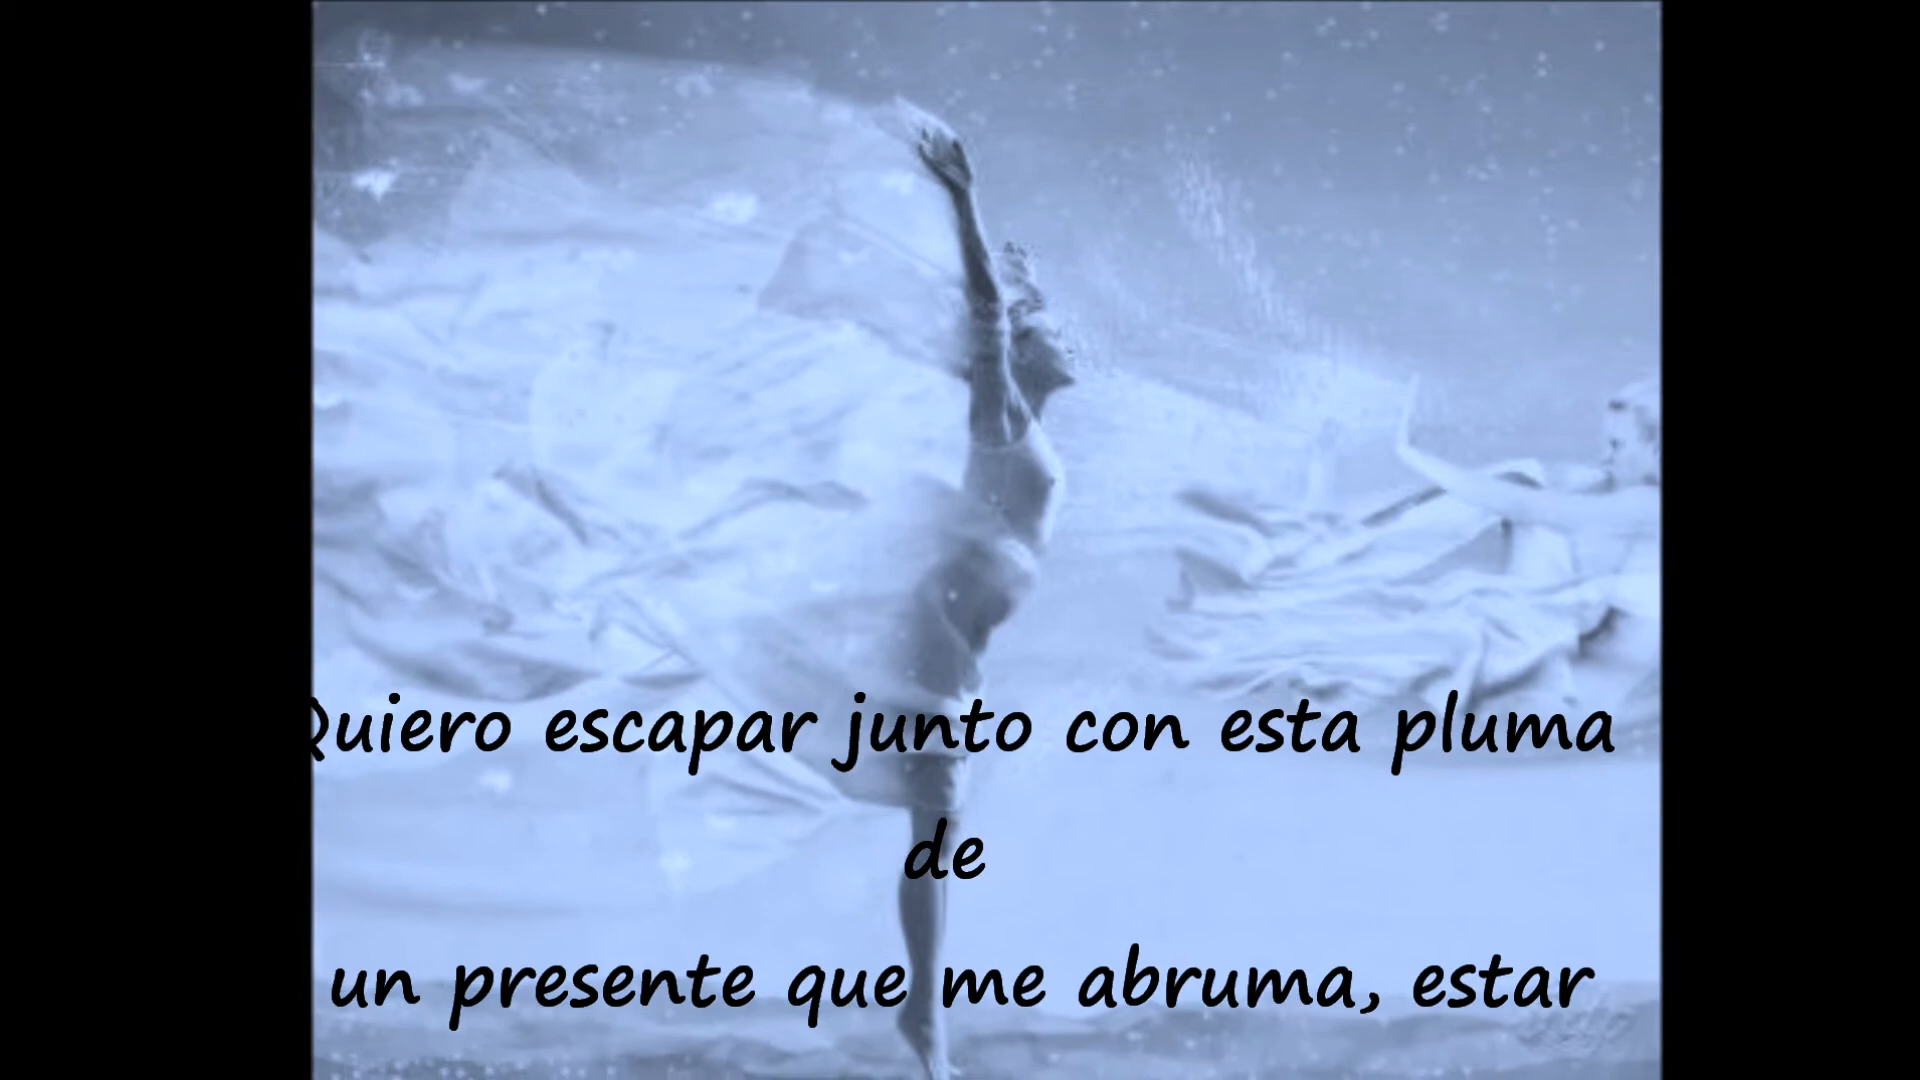 Quiero escapar junto con esta pluma
de
un presente que me abruma, estar